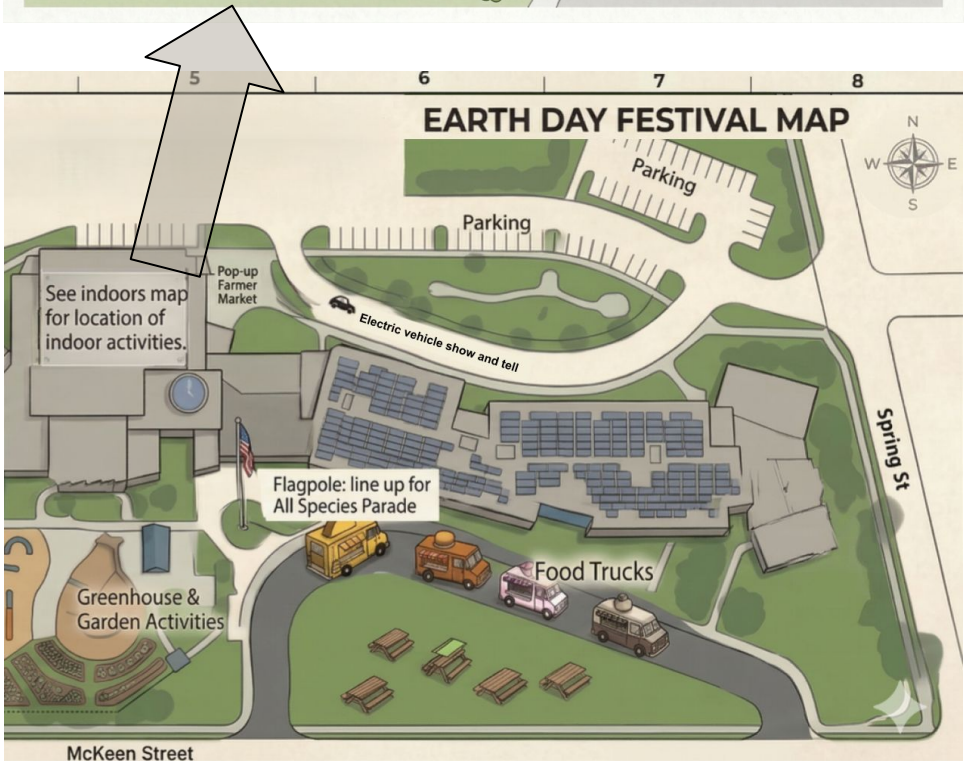 5 6 7 8
EARTH DAY FESTIVAL MAP
N
W E
S
Parking
Parking
Pop-up
Farmer
Market
See indoors map
for location of
indoor activities.
Electric vehicle show and tell
Spring St
Flagpole: line up for
All Species Parade
Food Trucks
Greenhouse &
Garden Activities
McKeen Street